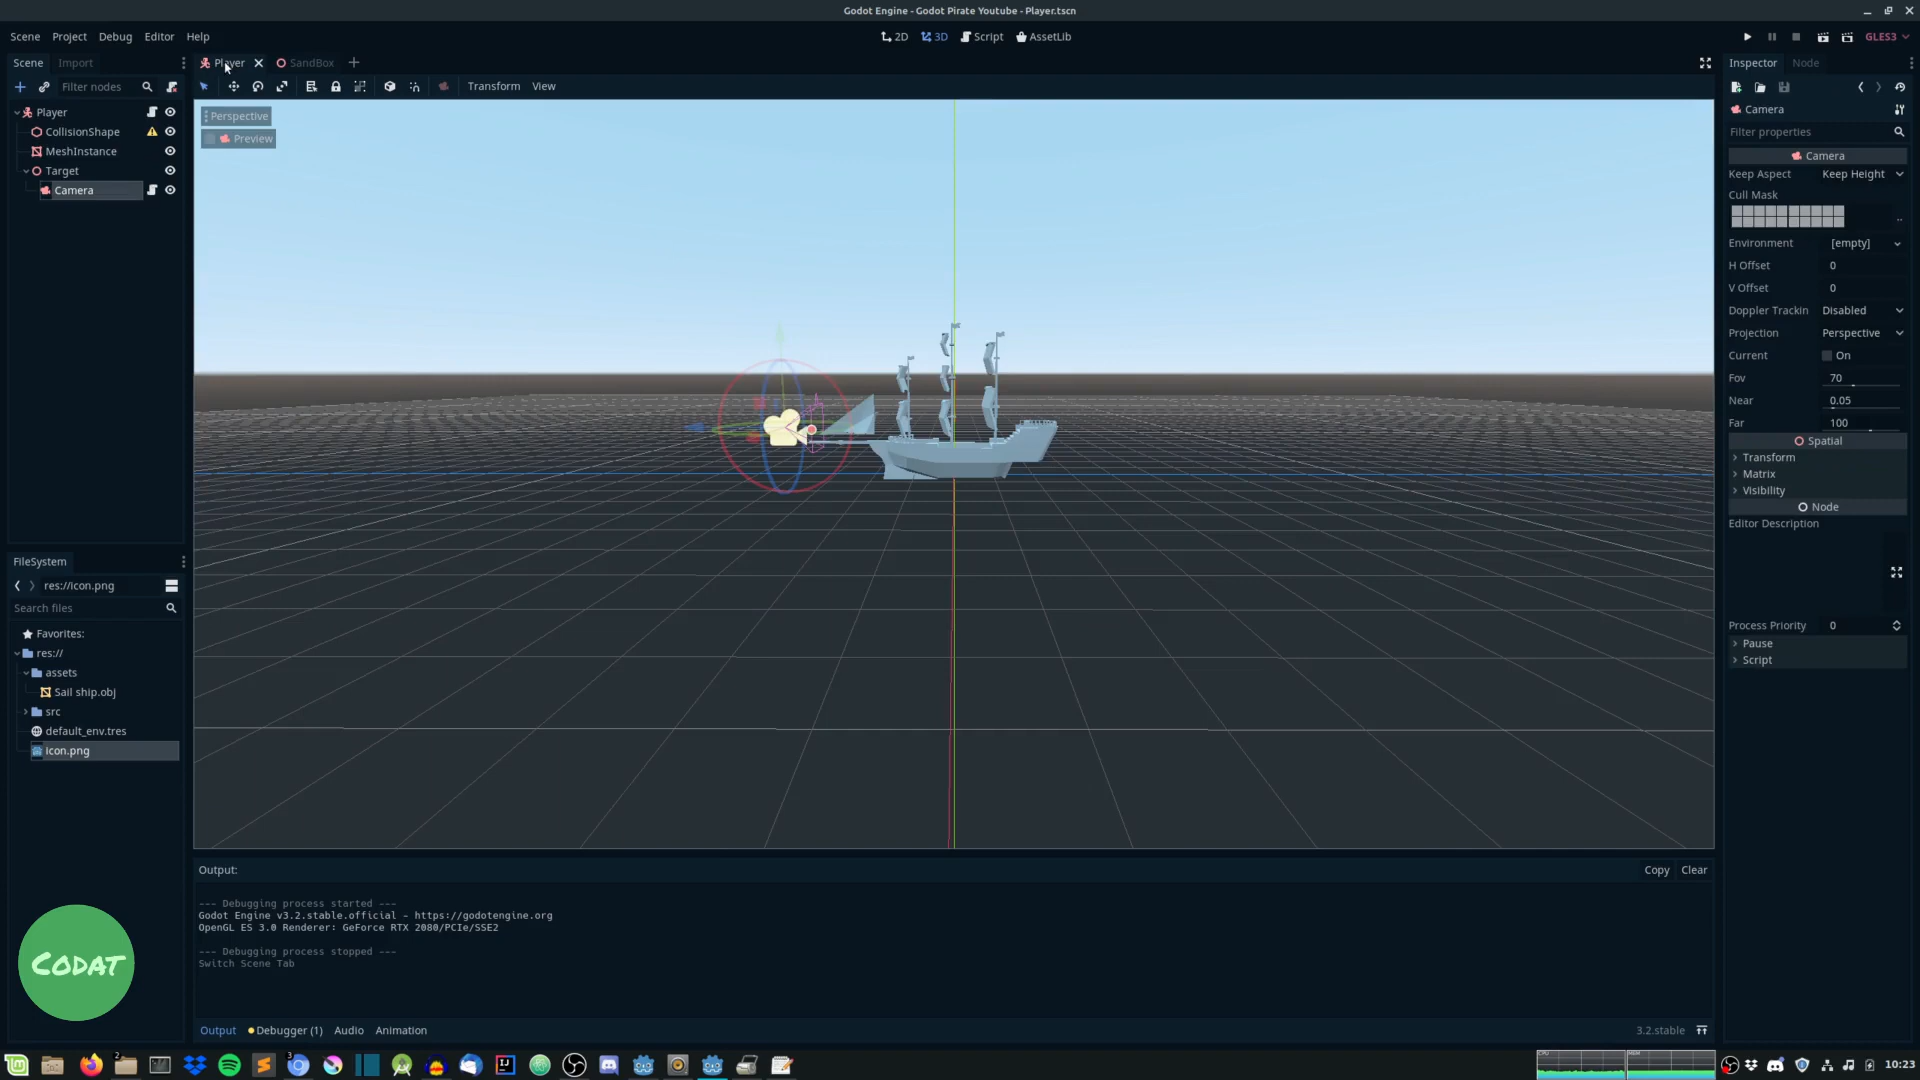 Godot Engine - Godot Pirate Youtube - Player.tscn
Scene Project Debug Editor Help
2D 3D Script AssetLib
GLES3
Scene Import
Player SandBox
Inspector Node
Filter nodes
Transform View
Player
CollisionShape
MeshInstance
Target
Camera
Perspective
Preview
Camera
Filter properties
Camera
Keep Aspect Keep Height
Cull Mask
..
Environment [empty]
H Offset 0
V Offset 0
Doppler Trackin Disabled
Projection Perspective
Current On
Fov 70
Near 0.05
Far 100
Spatial
Transform
Matrix
Visibility
Node
Editor Description
Process Priority 0
Pause
Script
FileSystem
res://icon.png
Search files
Favorites:
res://
assets
Sail ship.obj
src
default_env.tres
icon.png
Output: Copy Clear
--- Debugging process started ---
Godot Engine v3.2.stable.official - https://godotengine.org
OpenGL ES 3.0 Renderer: GeForce RTX 2080/PCIe/SSE2
--- Debugging process stopped ---
Switch Scene Tab
CODAT
Output Debugger (1) Audio Animation 3.2.stable
2
3
10:23